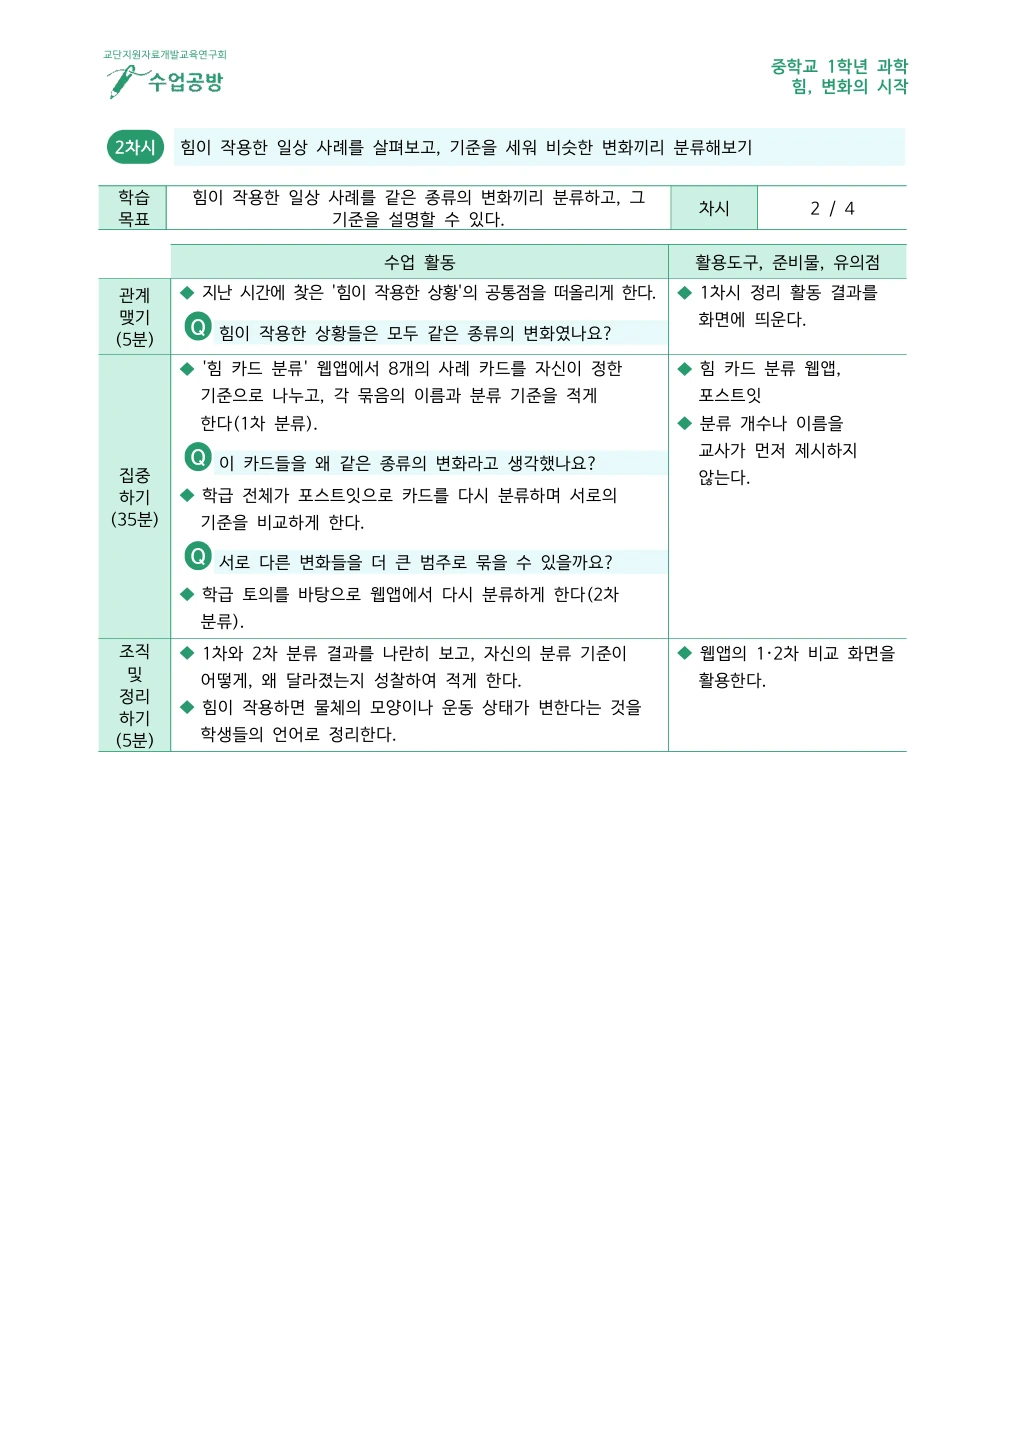 교단지원자료개발교육연구회
수업공방
중학교 1학년 과학
힘, 변화의 시작
2차시
힘이 작용한 일상 사례를 살펴보고, 기준을 세워 비슷한 변화끼리 분류해보기
학습
목표
힘이 작용한 일상 사례를 같은 종류의 변화끼리 분류하고, 그
기준을 설명할 수 있다.
차시
2 / 4
수업 활동
활용도구, 준비물, 유의점
관계
맺기
(5분)
◆ 지난 시간에 찾은 '힘이 작용한 상황'의 공통점을 떠올리게 한다.
Q 힘이 작용한 상황들은 모두 같은 종류의 변화였나요?
◆ 1차시 정리 활동 결과를
화면에 띄운다.
집중
하기
(35분)
◆ '힘 카드 분류' 웹앱에서 8개의 사례 카드를 자신이 정한
기준으로 나누고, 각 묶음의 이름과 분류 기준을 적게
한다(1차 분류).
Q 이 카드들을 왜 같은 종류의 변화라고 생각했나요?
◆ 학급 전체가 포스트잇으로 카드를 다시 분류하며 서로의
기준을 비교하게 한다.
Q 서로 다른 변화들을 더 큰 범주로 묶을 수 있을까요?
◆ 학급 토의를 바탕으로 웹앱에서 다시 분류하게 한다(2차
분류).
◆ 힘 카드 분류 웹앱,
포스트잇
◆ 분류 개수나 이름을
교사가 먼저 제시하지
않는다.
조직
및
정리
하기
(5분)
◆ 1차와 2차 분류 결과를 나란히 보고, 자신의 분류 기준이
어떻게, 왜 달라졌는지 성찰하여 적게 한다.
◆ 힘이 작용하면 물체의 모양이나 운동 상태가 변한다는 것을
학생들의 언어로 정리한다.
◆ 웹앱의 1·2차 비교 화면을
활용한다.